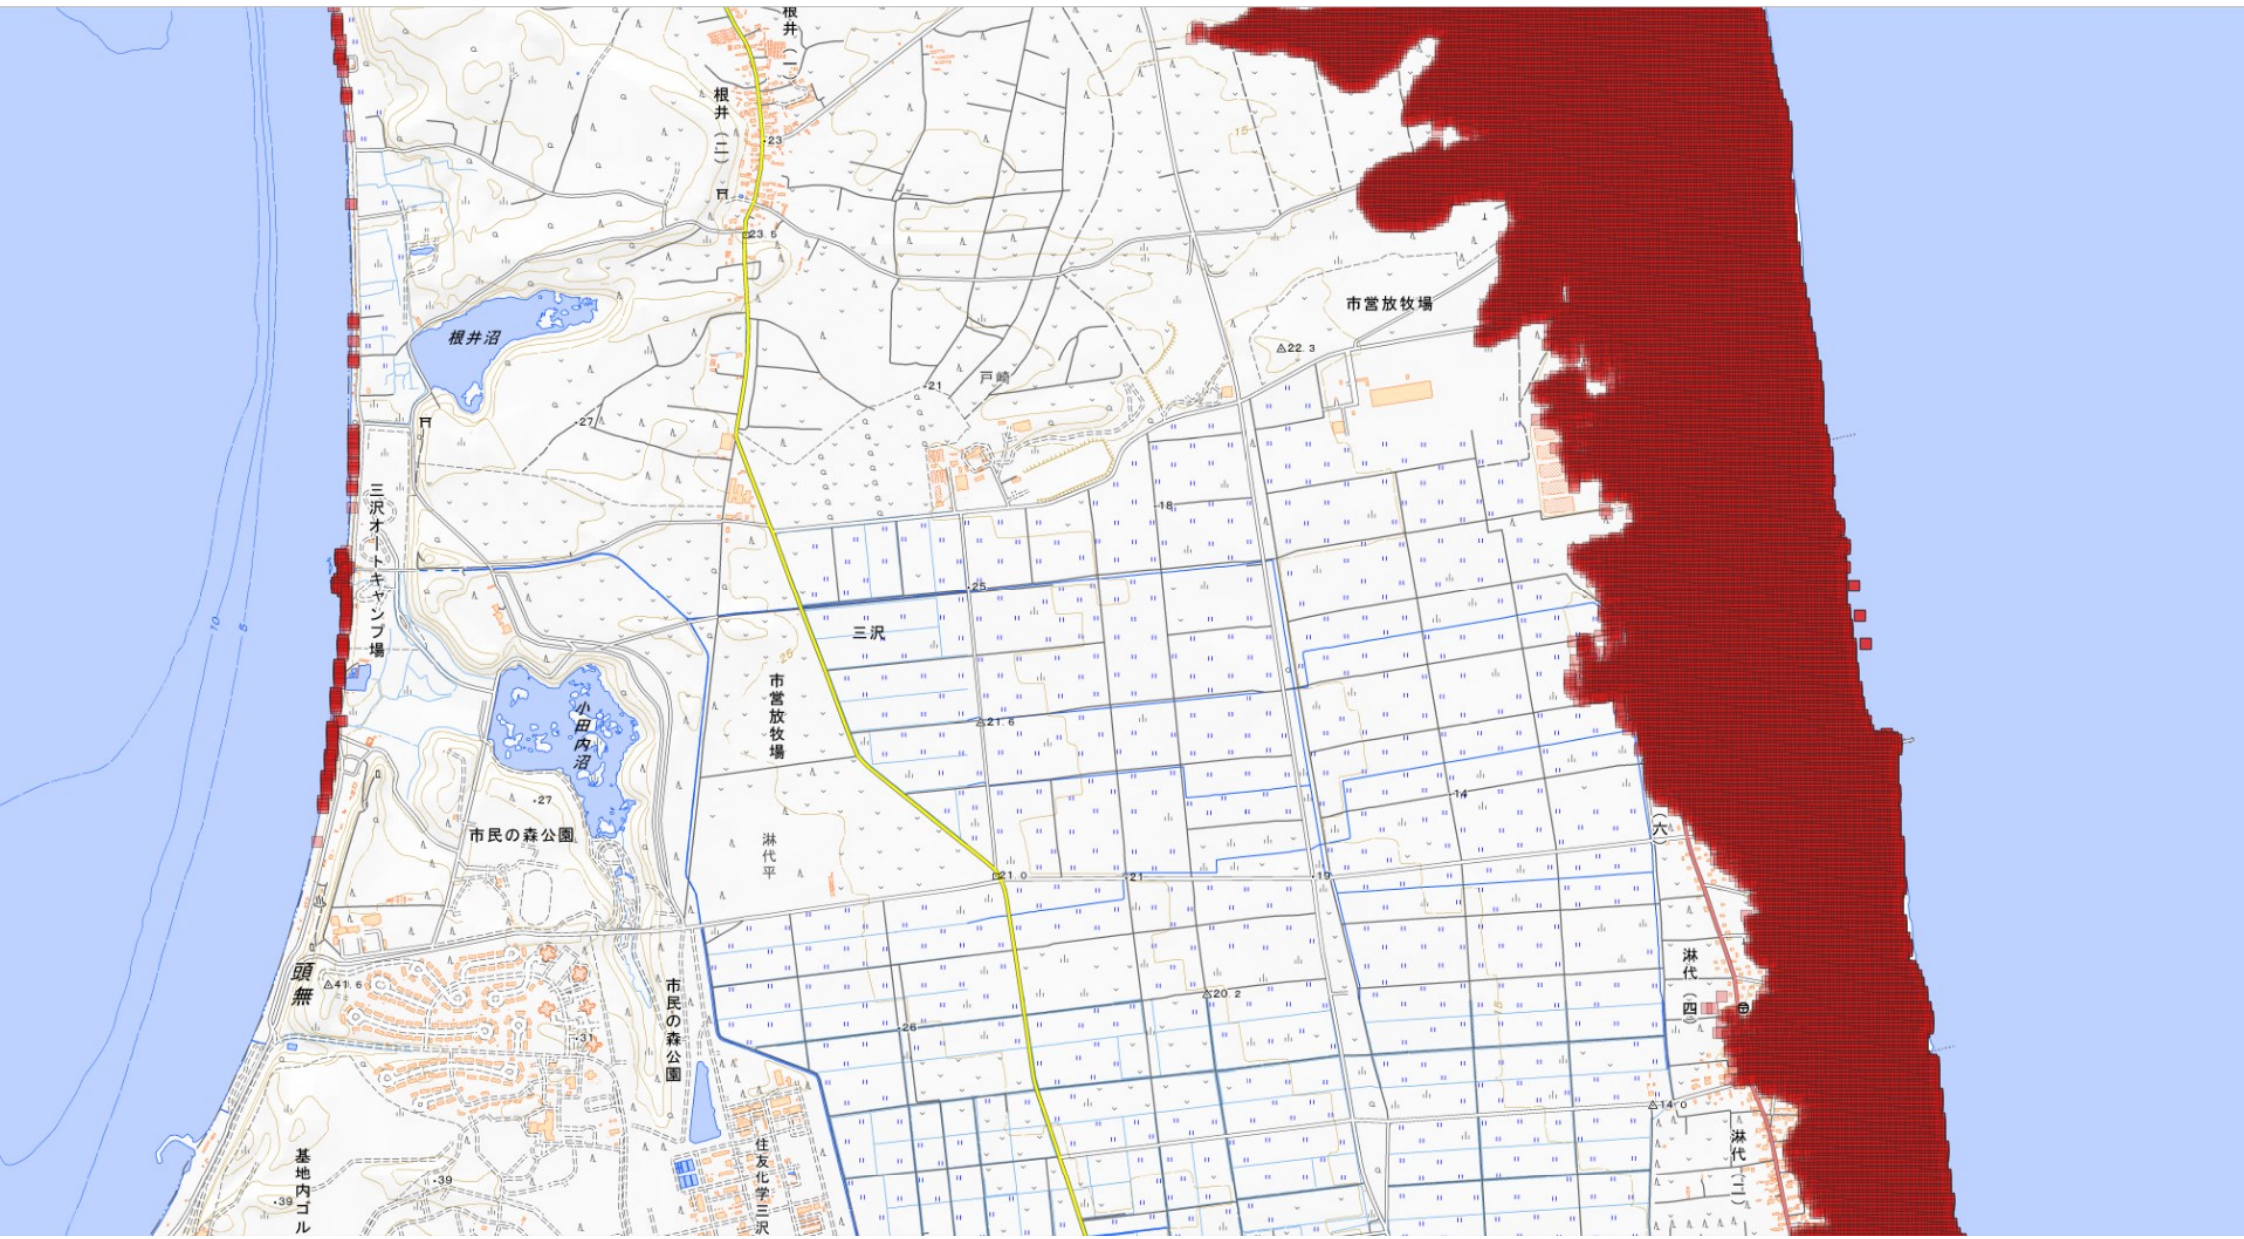 根井(一)
根井(二)
15
23
23.5
市営放牧場
根井沼
22.3
戸崎
21
27
三沢オートキャンプ場
18
25
三沢
10
5
25
市営放牧場
21.6
小田内沼
14
27
(六)
市民の森公園
淋代平
21.0
21
19
頭無
41.6
市民の森公園
淋代(四)
20.2
15
26
31
14.0
淋代(二)
住友化学三沢
基地内ゴル
39
39